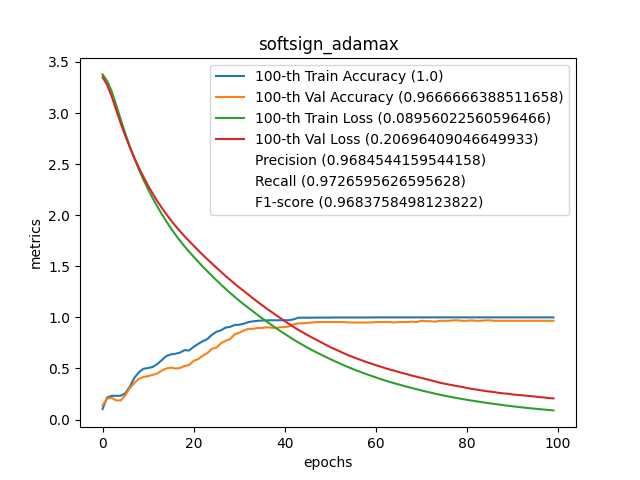 softsign_adamax
3.5
3.0
2.5
2.0
1.5
1.0
0.5
0.0
metrics
100-th Train Accuracy (1.0)
100-th Val Accuracy (0.9666666388511658)
100-th Train Loss (0.08956022560596466)
100-th Val Loss (0.20696409046649933)
Precision (0.9684544159544158)
Recall (0.9726595626595628)
F1-score (0.9683758498123822)
0 20 40 60 80 100
epochs